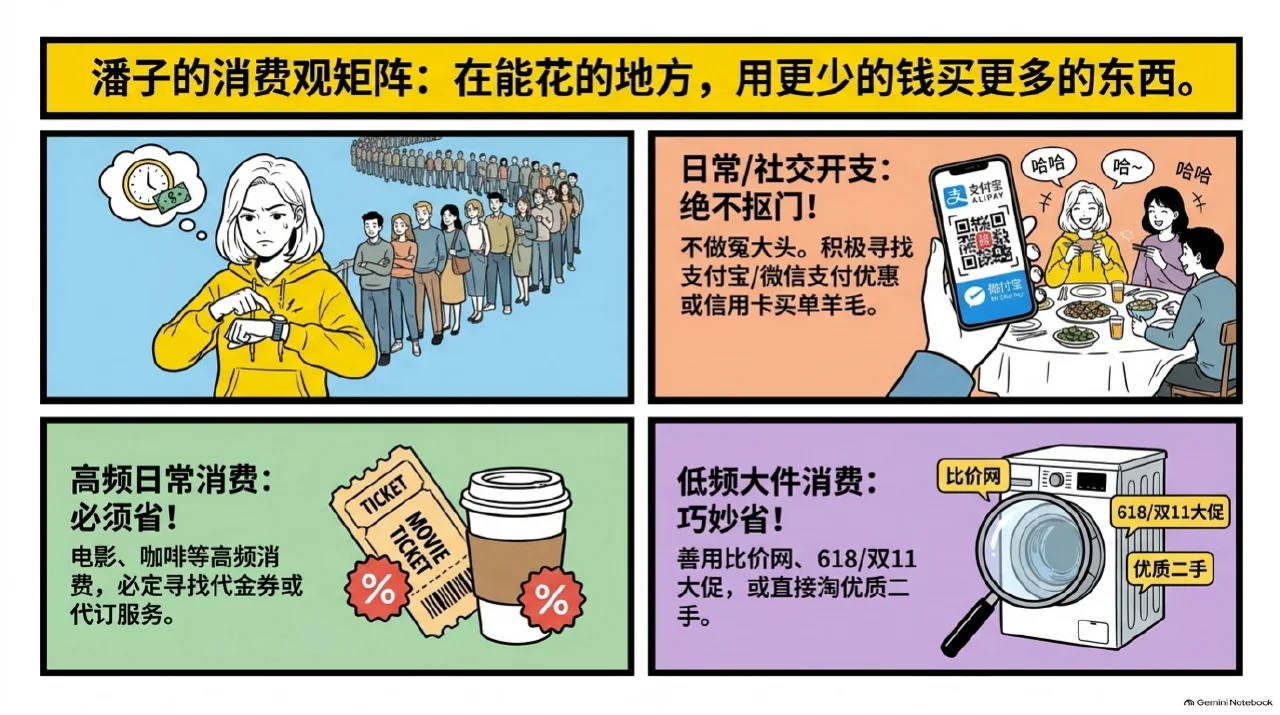 潘子的消费观矩阵：在能花的地方，用更少的钱买更多的东西。
日常/社交开支：
绝不抠门！
不做冤大头。积极寻找
支付宝/微信支付优惠
或信用卡买单羊毛。
支付宝
ALIPAY
哈哈
哈~
哈哈
高频日常消费：
必须省！
电影、咖啡等高频消
费，必定寻找代金券或
代订服务。
TICKET
MOVIE
TICKET
%
%
低频大件消费：
巧妙省！
善用比价网、618/双11
大促，或直接淘优质二
手。
比价网
618/双11大促
优质二手
Gemini Notebook